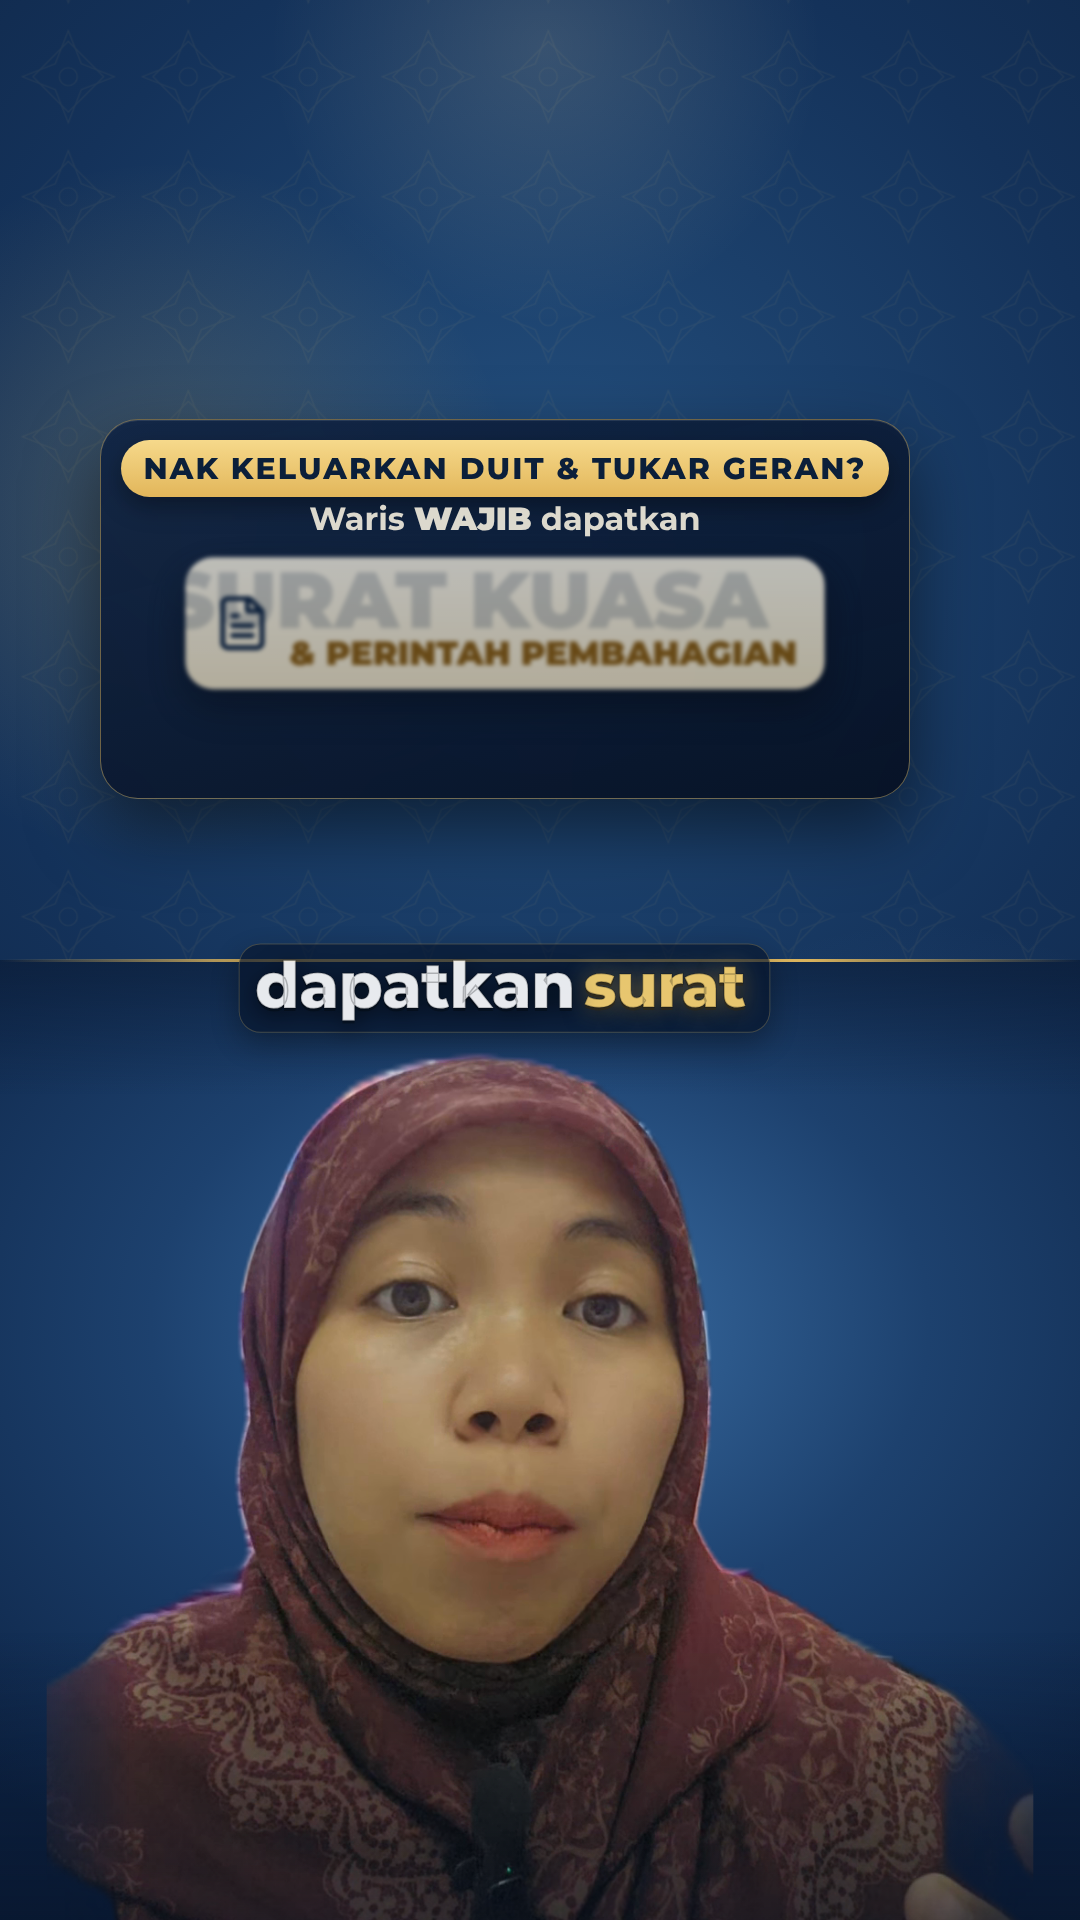 NAK KELUARKAN DUIT & TUKAR GERAN?
Waris WAJIB dapatkan
SURAT KUASA
& PERINTAH PEMBAHAGIAN
dapatkan surat